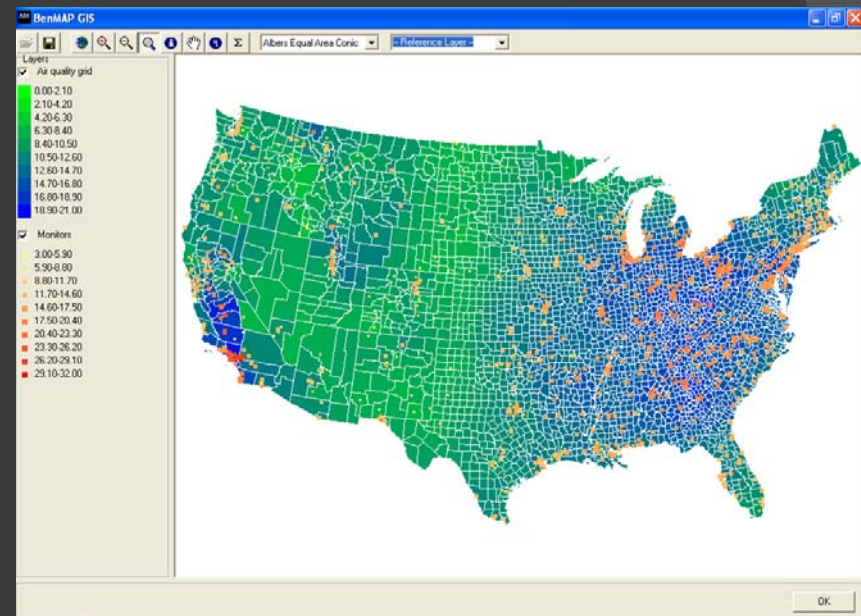 BenMAP GIS
Albers Equal Area Conic
- Reference Layer -
Layers
Air quality grid
0.00-2.10
2.10-4.20
4.20-6.30
6.30-8.40
8.40-10.50
10.50-12.60
12.60-14.70
14.70-16.80
16.80-18.90
18.90-21.00
Monitors
3.00-5.90
5.90-8.80
8.80-11.70
11.70-14.60
14.60-17.50
17.50-20.40
20.40-23.30
23.30-26.20
26.20-29.10
29.10-32.00
OK